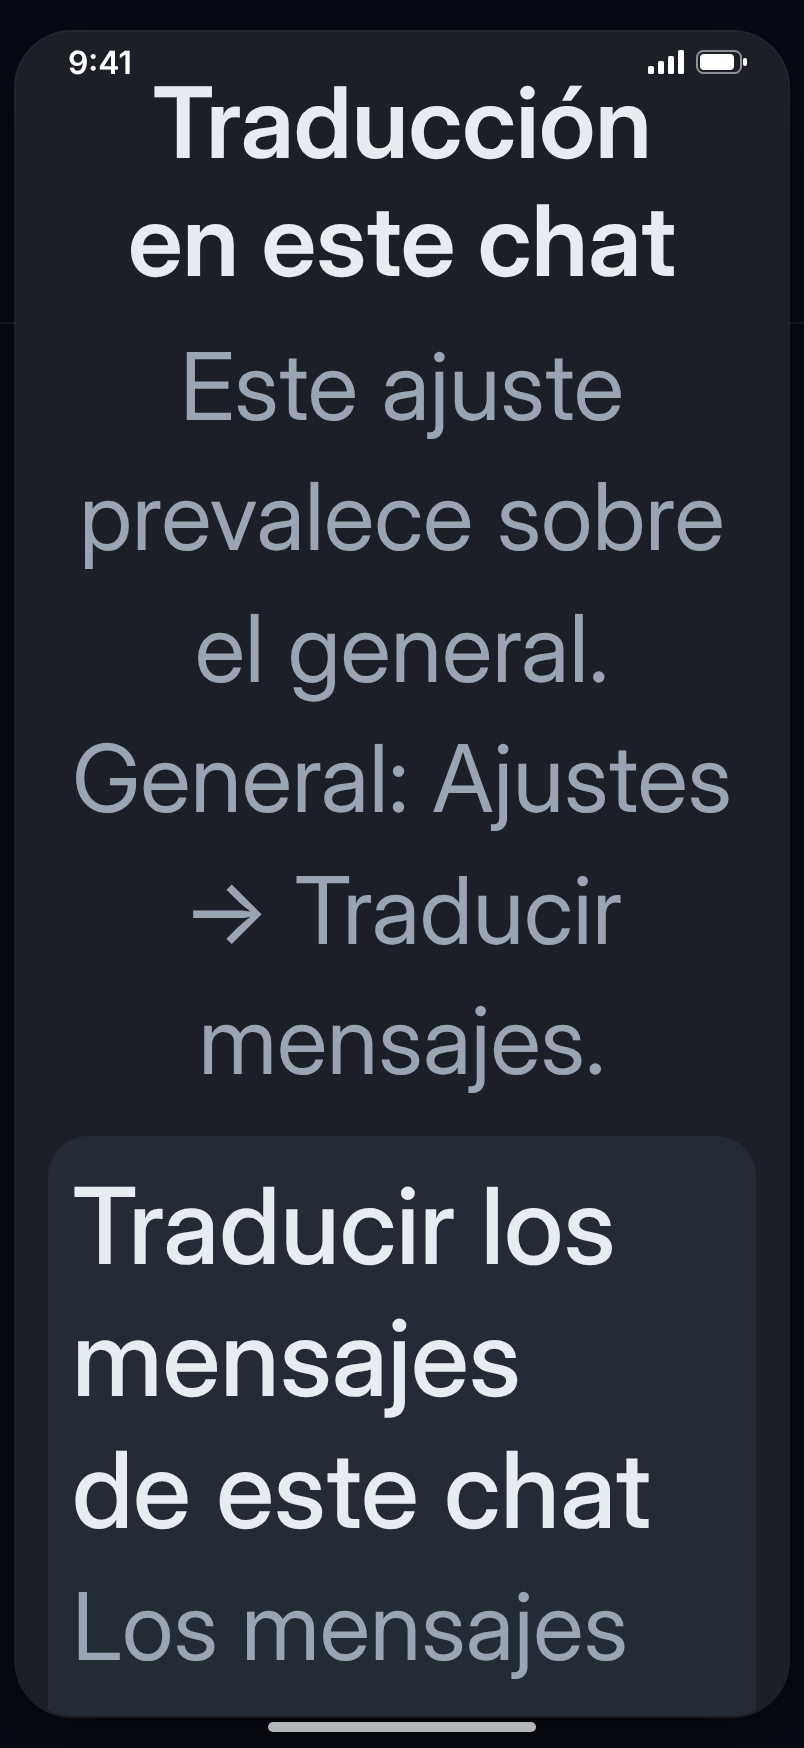 9:41
Traducción
en este chat
Este ajuste
prevalece sobre
el general.
General: Ajustes
→ Traducir
mensajes.
Traducir los
mensajes
de este chat
Los mensajes